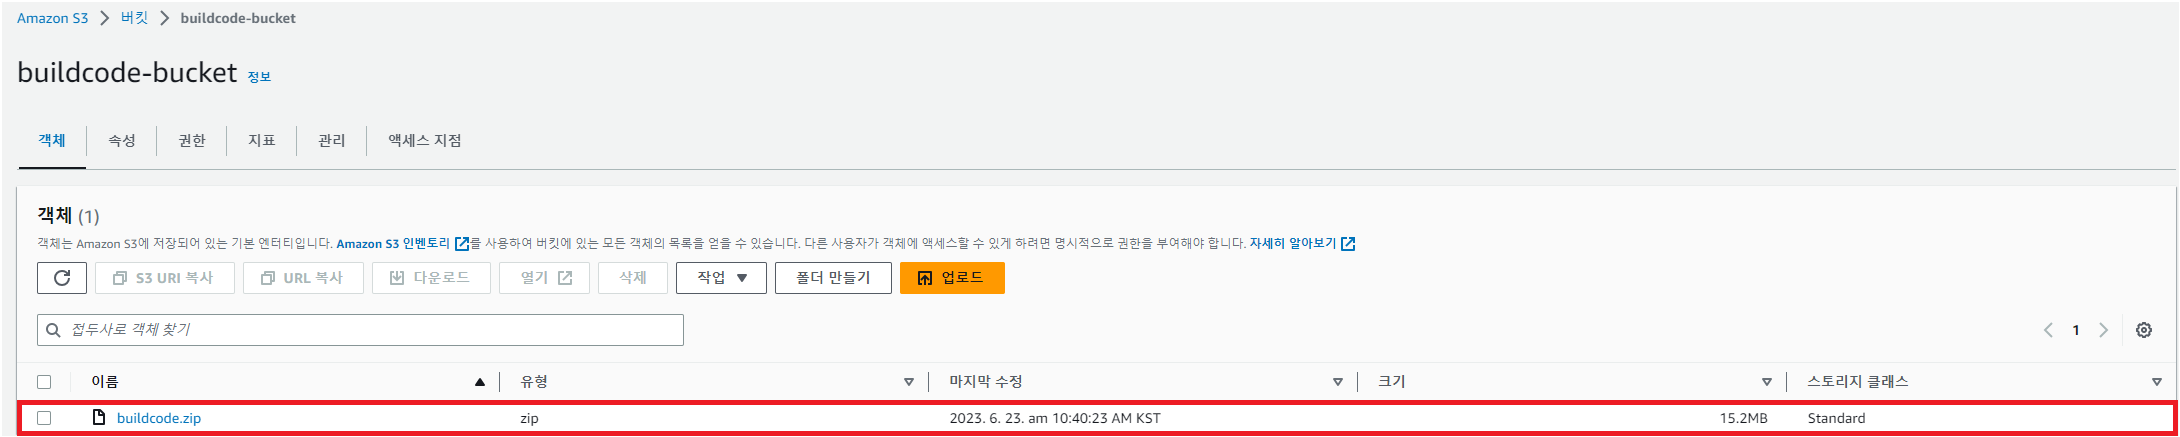 Amazon S3 > 버킷 > buildcode-bucket
buildcode-bucket 정보
객체 속성 권한 지표 관리 액세스 지점
객체 (1)
객체는 Amazon S3에 저장되어 있는 기본 엔터티입니다. Amazon S3 인벤토리를 사용하여 버킷에 있는 모든 객체의 목록을 얻을 수 있습니다. 다른 사용자가 객체에 액세스할 수 있게 하려면 명시적으로 권한을 부여해야 합니다. 자세히 알아보기
S3 URI 복사 URL 복사 다운로드 열기 삭제 작업 폴더 만들기 업로드
접두사로 객체 찾기 1
이름 유형 마지막 수정 크기 스토리지 클래스
buildcode.zip zip 2023. 6. 23. am 10:40:23 AM KST 15.2MB Standard